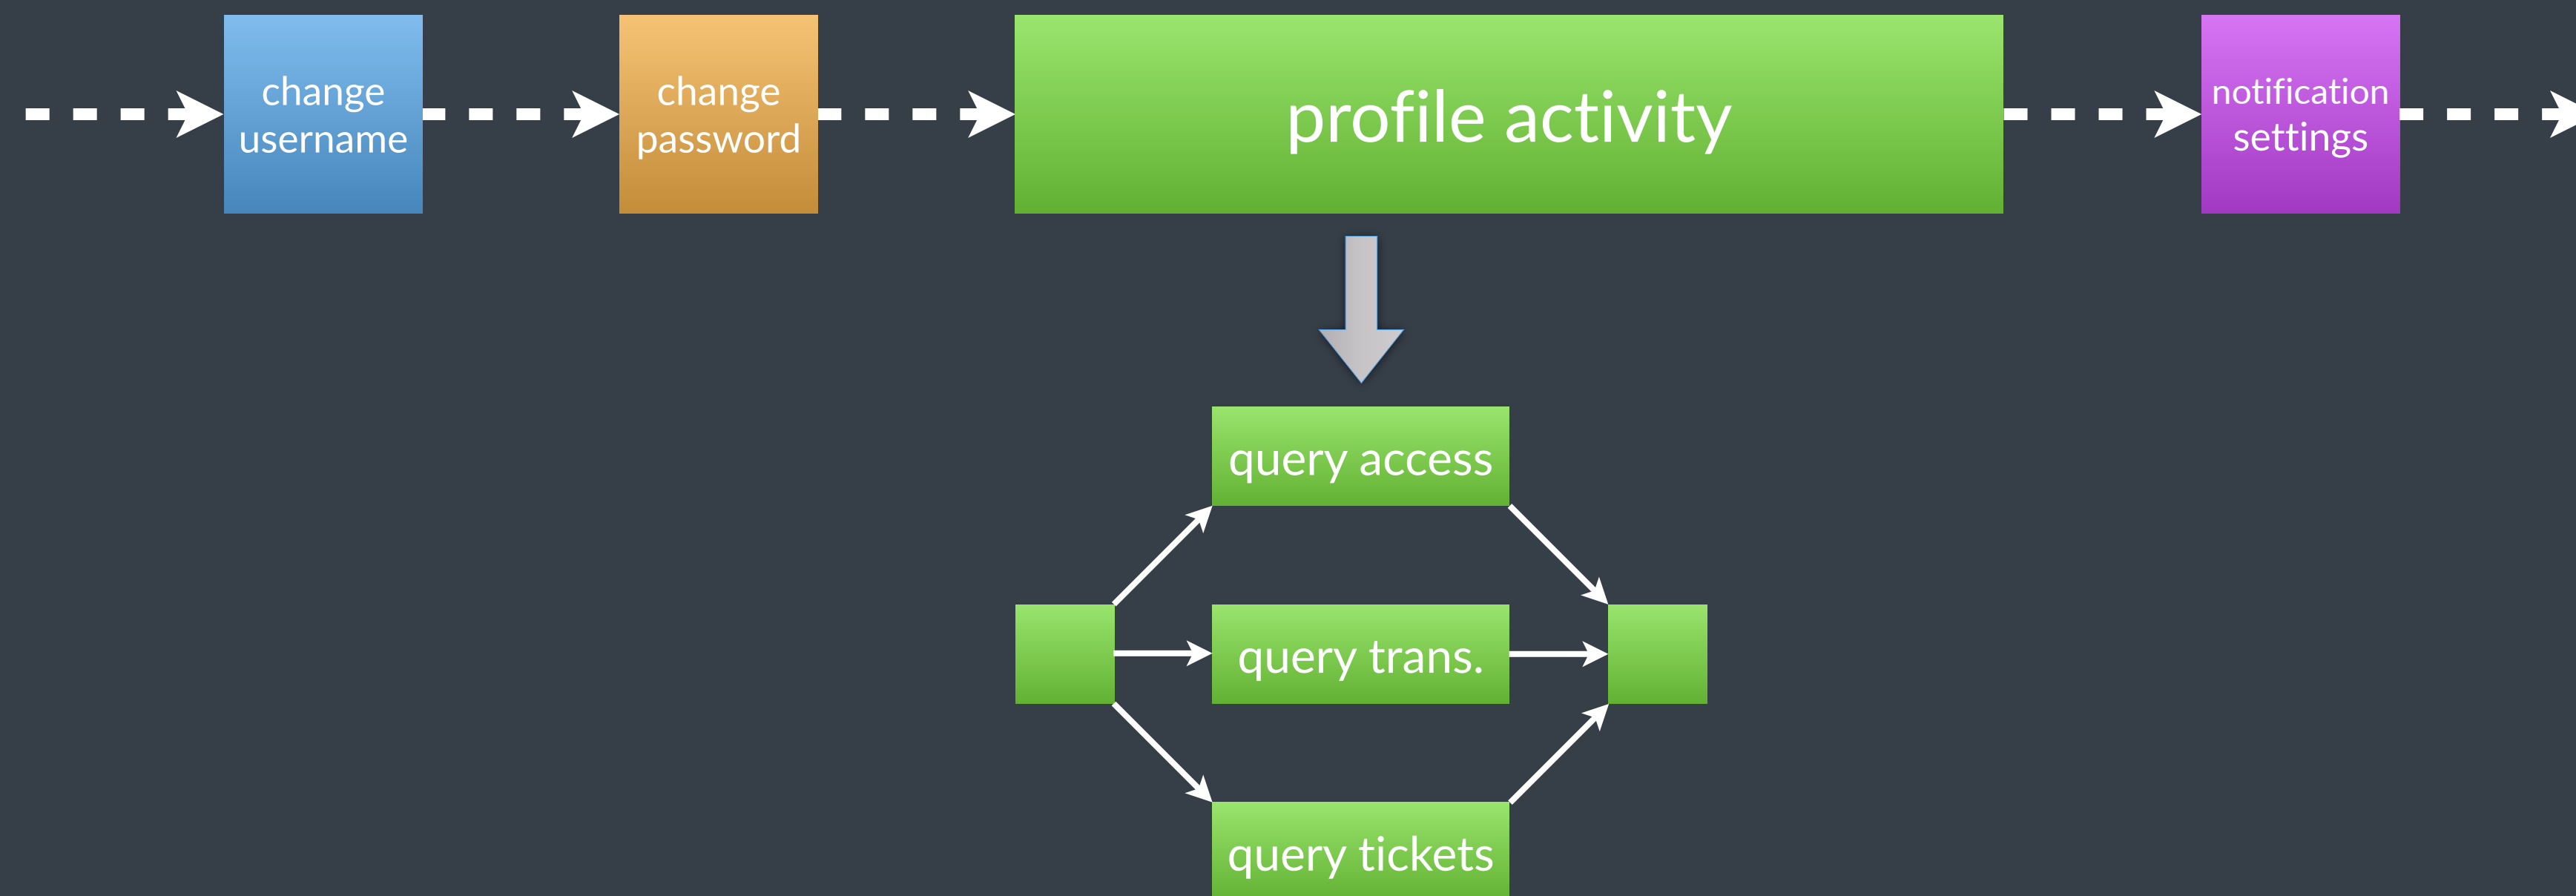 change
username
change
password
profile activity
notification
settings
query access
query trans.
query tickets